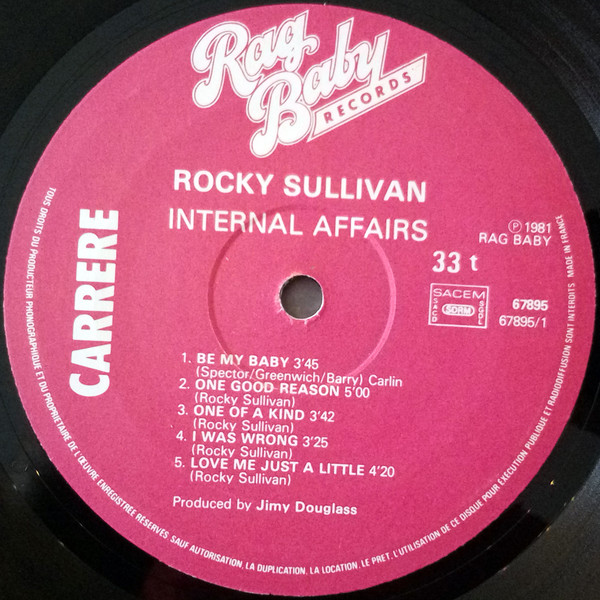 Rag
Baby
RECORDS
ROCKY SULLIVAN
INTERNAL AFFAIRS
℗ 1981
RAG BABY
33 t
SACEM
SACD
SDRM
SGDL
67895
67895/1
CARRERE
1. BE MY BABY 3'45
(Spector/Greenwich/Barry) Carlin
2. ONE GOOD REASON 5'00
(Rocky Sullivan)
3. ONE OF A KIND 3'42
(Rocky Sullivan)
4. I WAS WRONG 3'25
(Rocky Sullivan)
5. LOVE ME JUST A LITTLE 4'20
(Rocky Sullivan)
Produced by Jimy Douglass
TOUS DROITS DU PRODUCTEUR PHONOGRAPHIQUE ET DU PROPRIETAIRE DE L'ŒUVRE ENREGISTREE RESERVES SAUF AUTORISATION, LA DUPLICATION, LA LOCATION, LE PRET, L'UTILISATION DE CE DISQUE POUR EXECUTION PUBLIQUE ET RADIODIFFUSION SONT INTERDITS MADE IN FRANCE